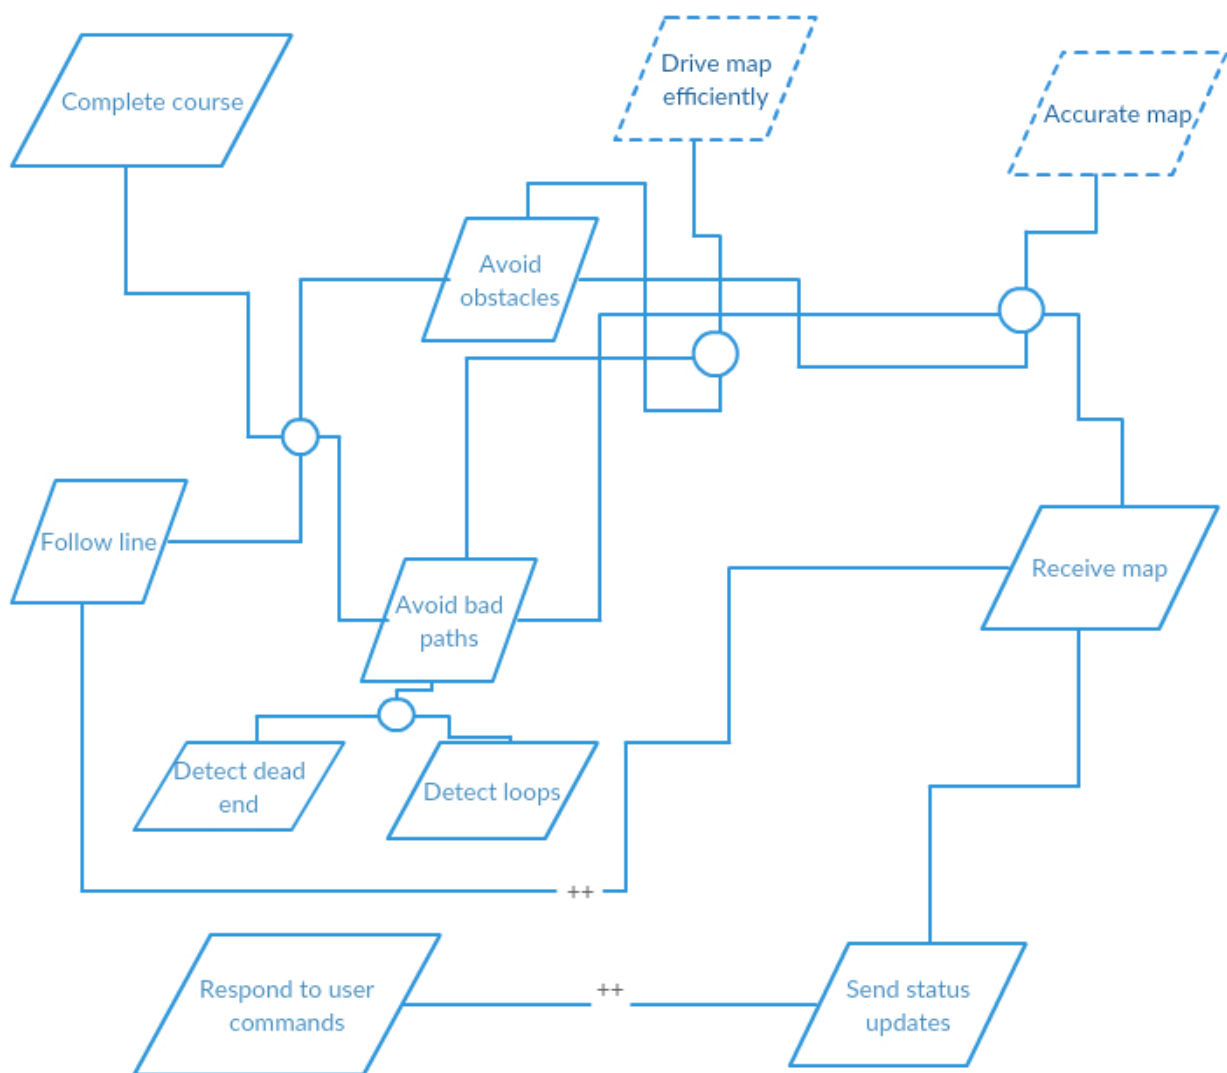 Complete course
Drive map
efficiently
Accurate map
Avoid
obstacles
Follow line
Avoid bad
paths
Receive map
Detect dead
end
Detect loops
++
Respond to user
commands
++
Send status
updates